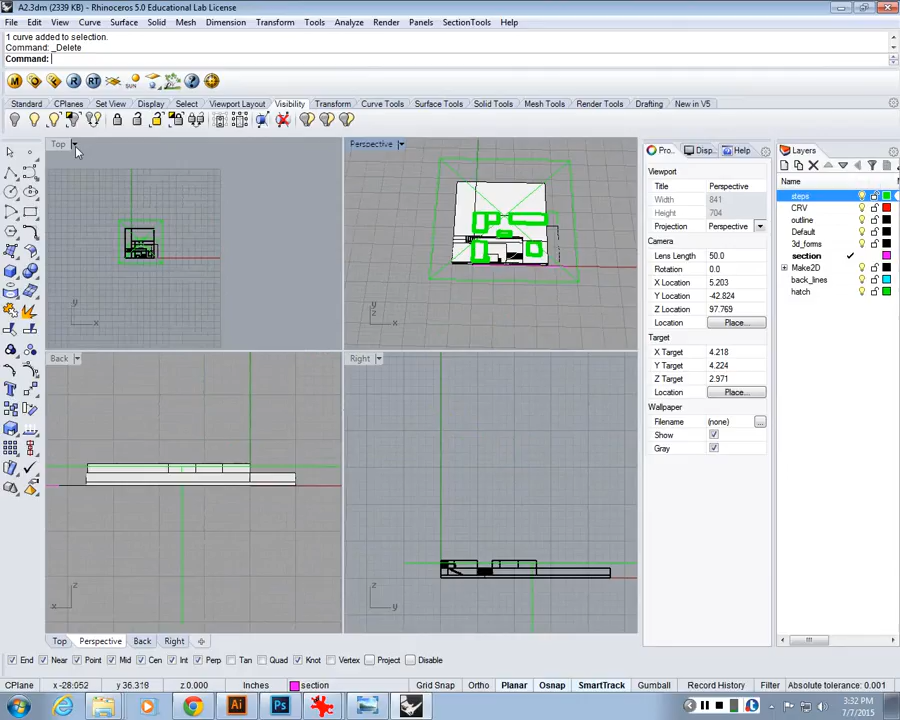 A2.3dm (2339 KB) - Rhinoceros 5.0 Educational Lab License
File Edit View Curve Surface Solid Mesh Dimension Transform Tools Analyze Render Panels SectionTools Help
1 curve added to selection.
Command: _Delete
Command:
Standard CPlanes Set View Display Select Viewport Layout Visibility Transform Curve Tools Surface Tools Solid Tools Mesh Tools Render Tools Drafting New in V5
Top
Perspective
Back
Right
Pro... Disp... Help
Viewport
Title Perspective
Width 841
Height 704
Projection Perspective
Camera
Lens Length 50.0
Rotation 0.0
X Location 5.203
Y Location -42.824
Z Location 97.769
Location Place...
Target
X Target 4.218
Y Target 4.224
Z Target 2.971
Location Place...
Wallpaper
Filename (none) ...
Show
Gray
Layers
Name
steps
CRV
outline
Default
3d_forms
section
Make2D
back_lines
hatch
y
x
y
z
x
z
x
z
y
Top Perspective Back Right
End Near Point Mid Cen Int Perp Tan Quad Knot Vertex Project Disable
CPlane x -28.052 y 36.318 z 0.000 Inches section Grid Snap Ortho Planar Osnap SmartTrack Gumball Record History Filter Absolute tolerance: 0.001
Ai Ps
3:32 PM
7/7/2015